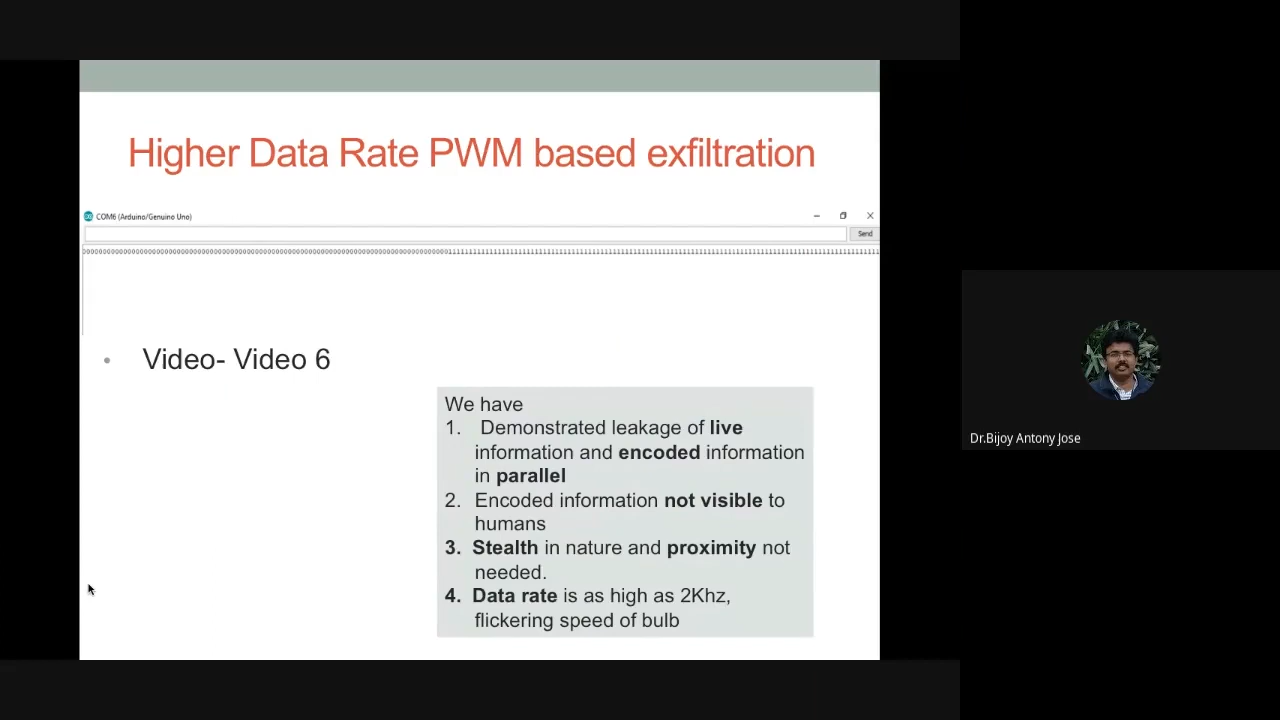 Higher Data Rate PWM based exfiltration
COM6 (Arduino/Genuino Uno)
Send
• Video- Video 6
We have
1. Demonstrated leakage of live
information and encoded information
in parallel
2. Encoded information not visible to
humans
3. Stealth in nature and proximity not
needed.
4. Data rate is as high as 2Khz,
flickering speed of bulb
Dr.Bijoy Antony Jose